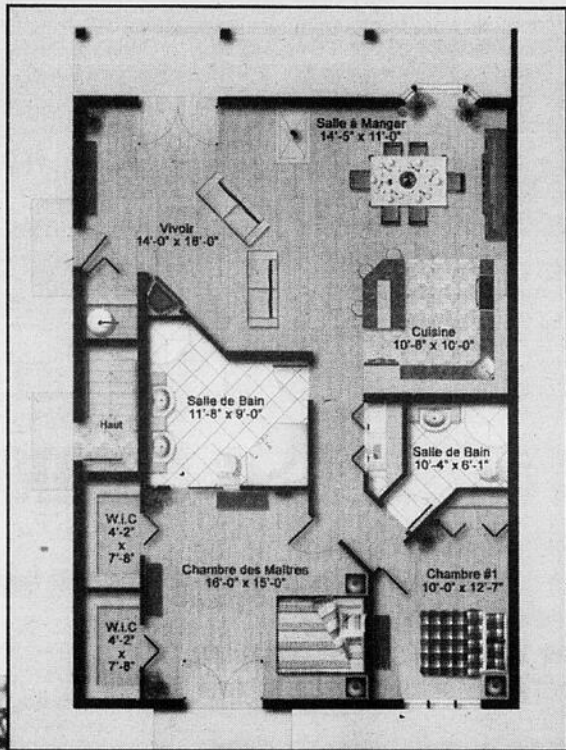 Salle à Manger
14'-5" x 11'-0"
Vivoir
14'-0" x 18'-0"
Cuisine
10'-8" x 10'-0"
Salle de Bain
11'-8" x 9'-0"
Haut
Salle de Bain
10'-4" x 6'-1"
W.I.C
4'-2"
x
7'-8"
Chambre des Maîtres
16'-0" x 15'-0"
Chambre #1
10'-0" x 12'-7"
W.I.C
4'-2"
x
7'-8"